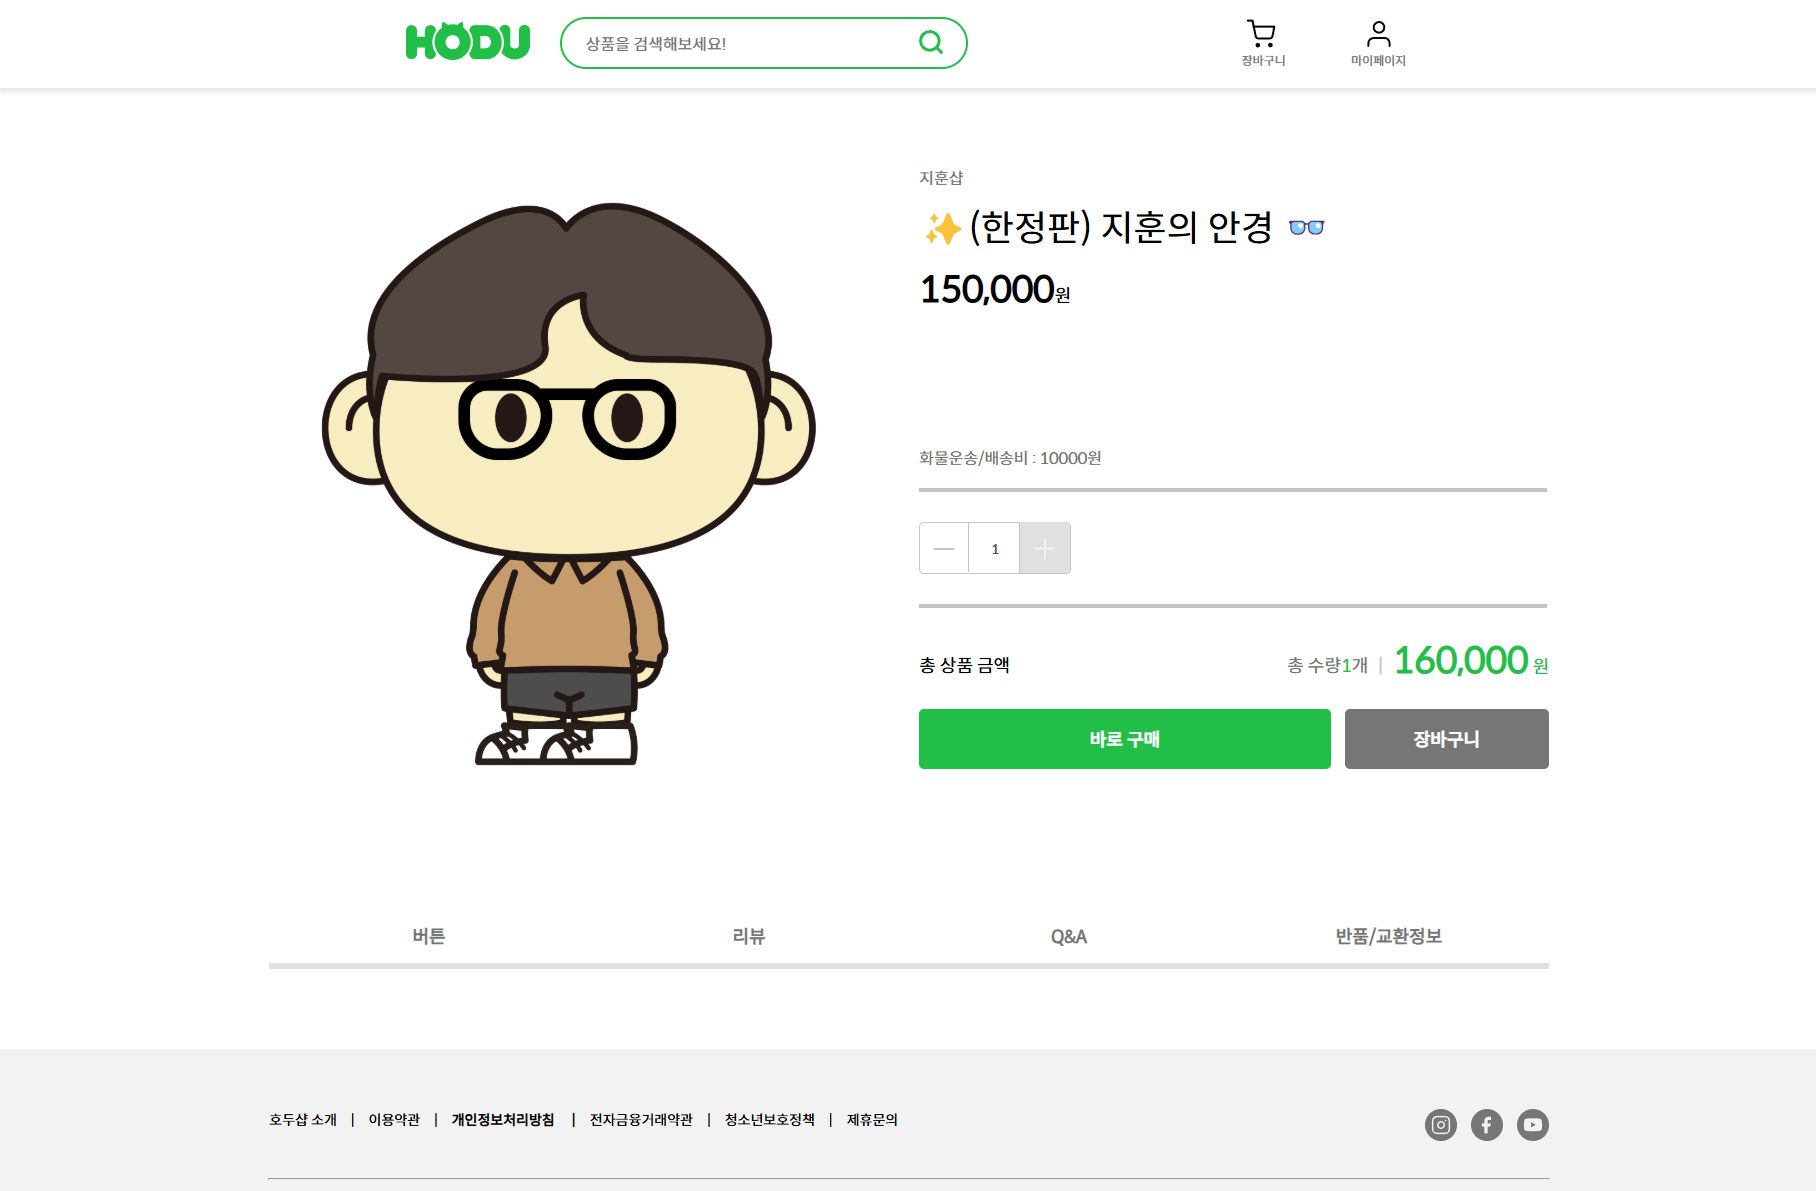 HODU
상품을 검색해보세요!
장바구니
마이페이지
지훈샵
✨(한정판) 지훈의 안경 👓
150,000원
화물운송/배송비 : 10000원
1
총 상품 금액
총 수량1개 | 160,000 원
바로 구매
장바구니
버튼
리뷰
Q&A
반품/교환정보
호두샵 소개 | 이용약관 | 개인정보처리방침 | 전자금융거래약관 | 청소년보호정책 | 제휴문의